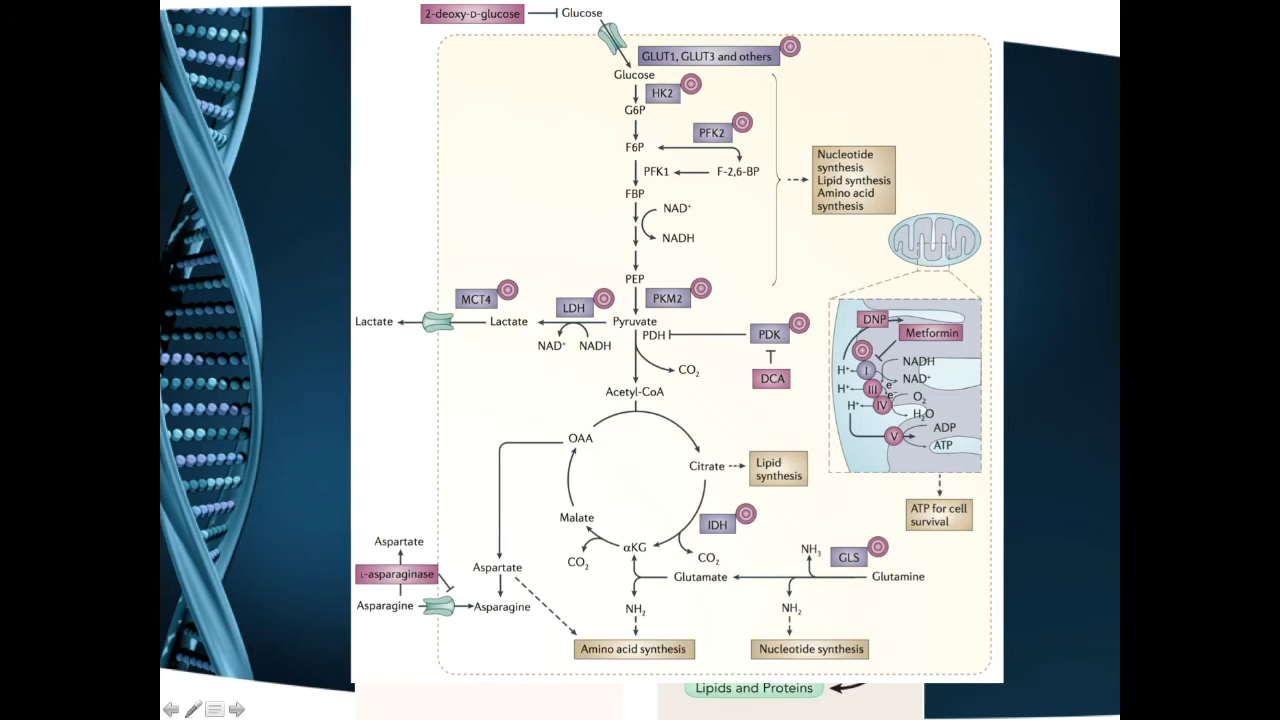 2-deoxy-D-glucose
Glucose
GLUT1, GLUT3 and others
Glucose
HK2
G6P
PFK2
F6P
PFK1
F-2,6-BP
FBP
NAD⁺
NADH
Nucleotide
synthesis
Lipid synthesis
Amino acid
synthesis
PEP
PKM2
MCT4
LDH
Lactate
Lactate
Pyruvate
PDH
PDK
NAD⁺
NADH
CO₂
DCA
Acetyl-CoA
DNP
Metformin
H⁺
I
NADH
NAD⁺
H⁺
III
e⁻
e⁻
H⁺
IV
O₂
H₂O
V
ADP
ATP
OAA
Citrate
Lipid
synthesis
ATP for cell
survival
Malate
IDH
αKG
CO₂
CO₂
NH₃
GLS
Aspartate
L-asparaginase
Asparagine
Aspartate
Asparagine
Glutamate
Glutamine
NH₂
NH₂
Amino acid synthesis
Nucleotide synthesis
Lipids and Proteins